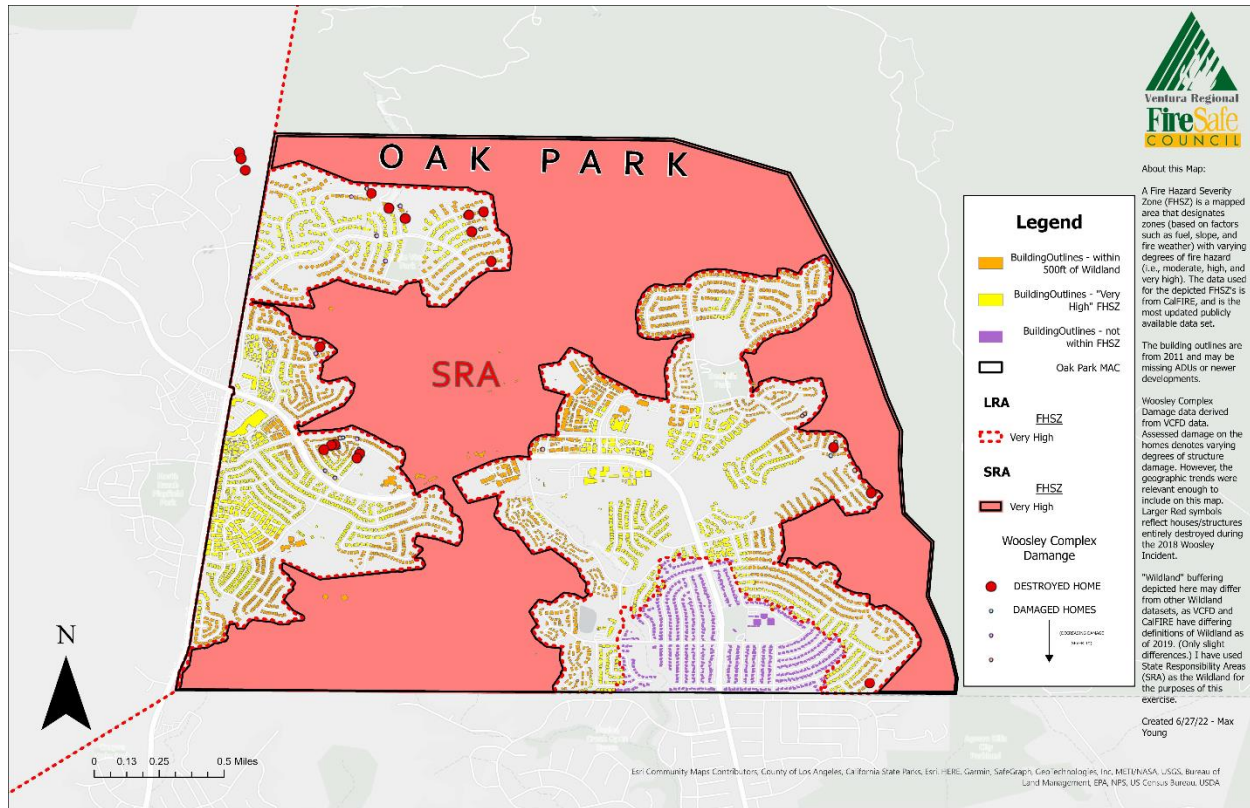 OAK PARK
SRA
N
0 0.13 0.25 0.5 Miles
Ventura Regional
FireSafe
COUNCIL
About this Map:
A Fire Hazard Severity
Zone (FHSZ) is a mapped
area that designates
zones (based on factors
such as fuel, slope, and
fire weather) with varying
degrees of fire hazard
(i.e., moderate, high, and
very high). The data used
for the depicted FHSZ's is
from CalFIRE, and is the
most updated publicly
available data set.
The building outlines are
from 2011 and may be
missing ADUs or newer
developments.
Woosley Complex
Damage data derived
from VCFD data.
Assessed damage on the
homes denotes varying
degrees of structure
damage. However, the
geographic trends were
relevant enough to
include on this map.
Larger Red symbols
reflect houses/structures
entirely destroyed during
the 2018 Woosley
Incident.
"Wildland" buffering
depicted here may differ
from other Wildland
datasets, as VCFD and
CalFIRE have differing
definitions of Wildland as
of 2019. (Only slight
differences.) I have used
State Responsibility Areas
(SRA) as the Wildland for
the purposes of this
exercise.
Created 6/27/22 - Max
Young
Legend
BuildingOutlines - within
500ft of Wildland
BuildingOutlines - "Very
High" FHSZ
BuildingOutlines - not
within FHSZ
Oak Park MAC
LRA
FHSZ
Very High
SRA
FHSZ
Very High
Woosley Complex
Damange
DESTROYED HOME
DAMAGED HOMES
Esri Community Maps Contributors, County of Los Angeles, California State Parks, Esri, HERE, Garmin, SafeGraph, GeoTechnologies, Inc, METI/NASA, USGS, Bureau of
Land Management, EPA, NPS, US Census Bureau, USDA